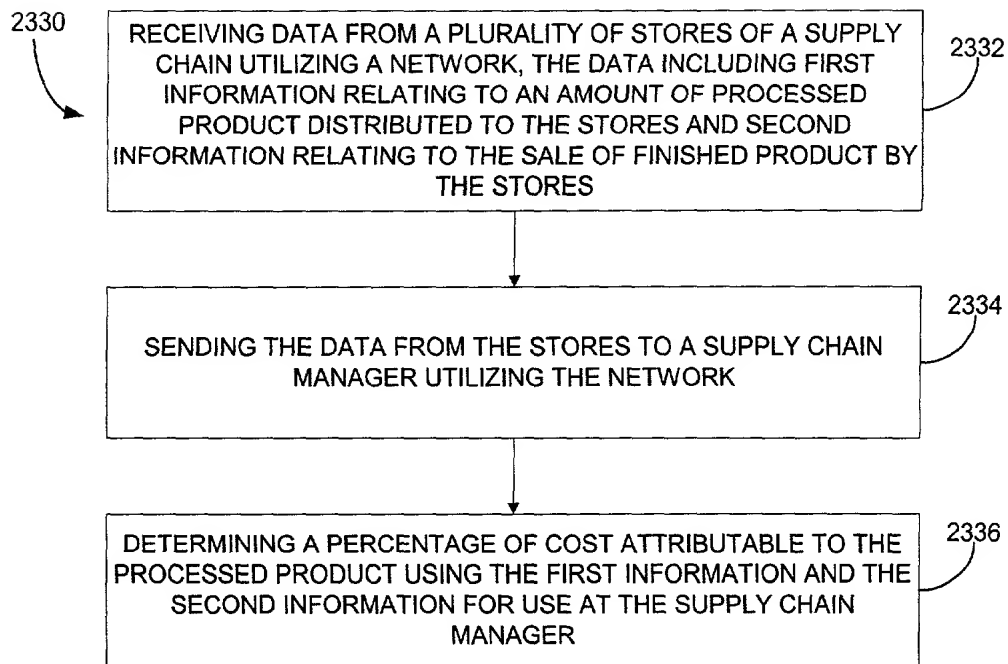 2330
RECEIVING DATA FROM A PLURALITY OF STORES OF A SUPPLY
CHAIN UTILIZING A NETWORK, THE DATA INCLUDING FIRST
INFORMATION RELATING TO AN AMOUNT OF PROCESSED
PRODUCT DISTRIBUTED TO THE STORES AND SECOND
INFORMATION RELATING TO THE SALE OF FINISHED PRODUCT BY
THE STORES
2332
SENDING THE DATA FROM THE STORES TO A SUPPLY CHAIN
MANAGER UTILIZING THE NETWORK
2334
DETERMINING A PERCENTAGE OF COST ATTRIBUTABLE TO THE
PROCESSED PRODUCT USING THE FIRST INFORMATION AND THE
SECOND INFORMATION FOR USE AT THE SUPPLY CHAIN
MANAGER
2336